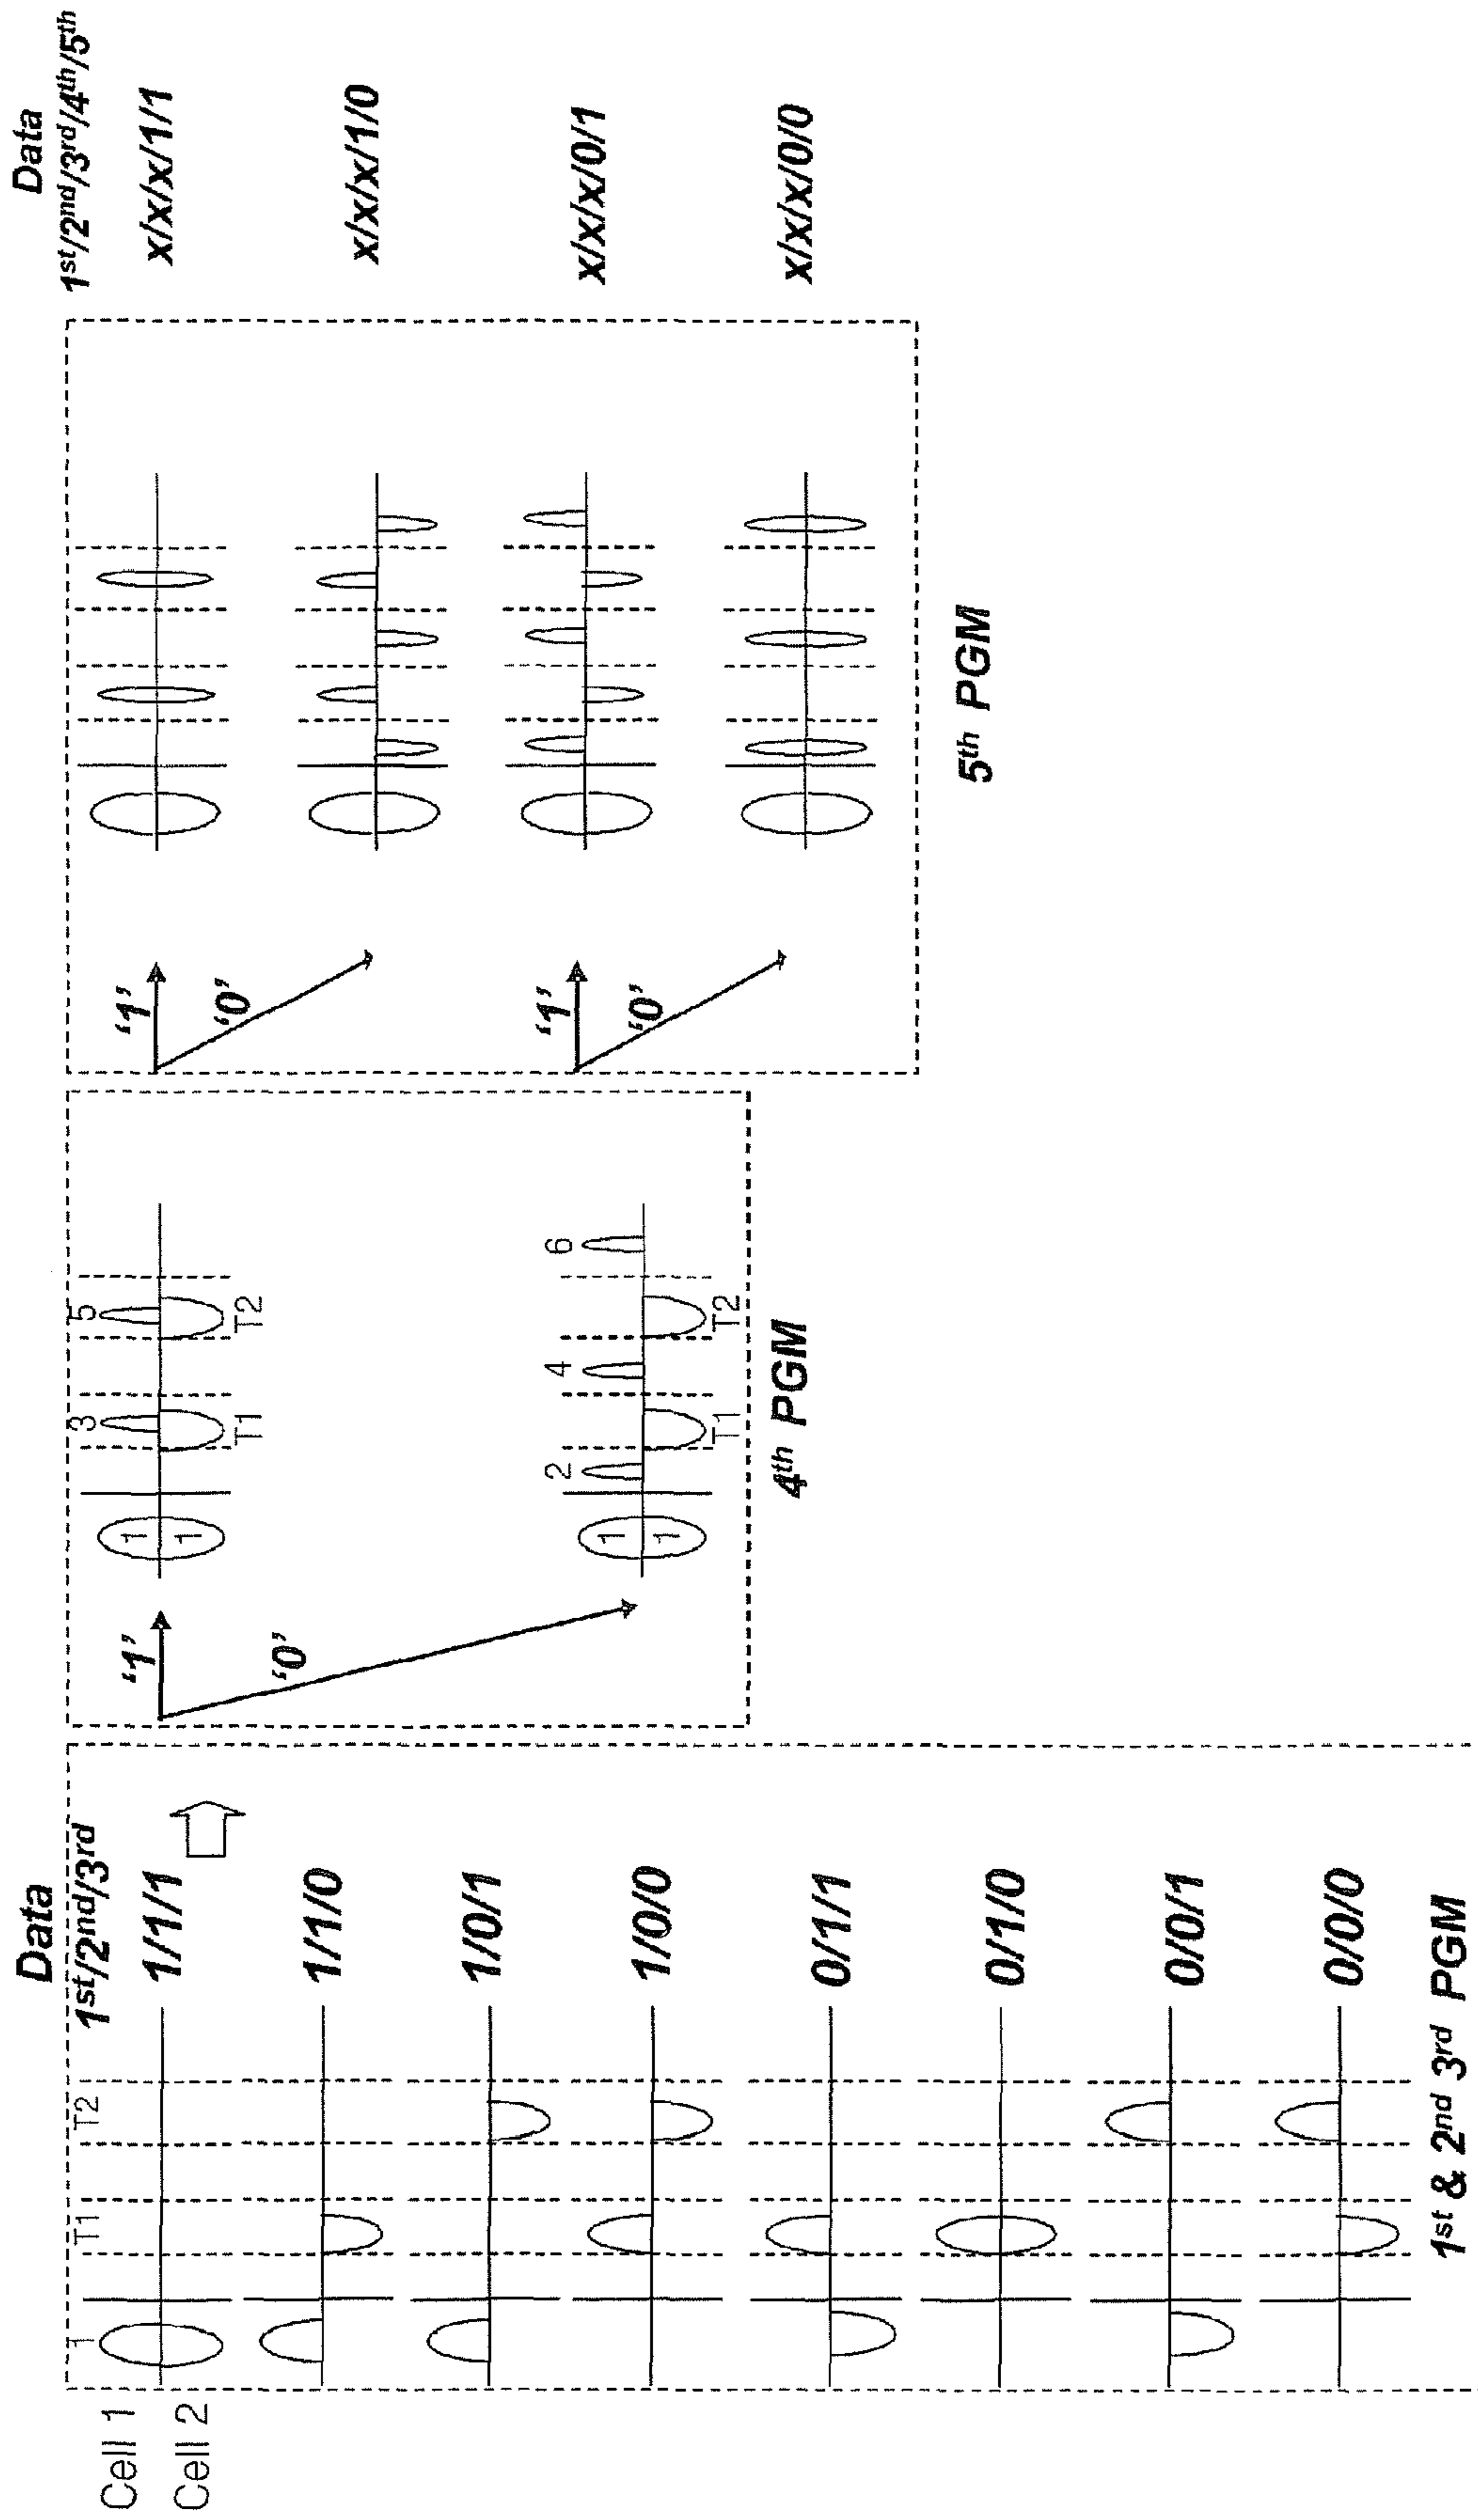 Cell 1
Cell 2
Data
1 T1 T2 1st/2nd/3rd
1/1/1
1/1/0
1/0/1
1/0/0
0/1/1
0/1/0
0/0/1
0/0/0
1st & 2nd 3rd PGM
'1'
'0'
1 3 5
1 T1 T2
1 2 4 6
1 T1 T2
4th PGM
'1'
'0'
'1'
'0'
5th PGM
Data
1st/2nd/3rd/4th/5th
x/x/x/1/1
x/x/x/1/0
x/x/x/0/1
x/x/x/0/0